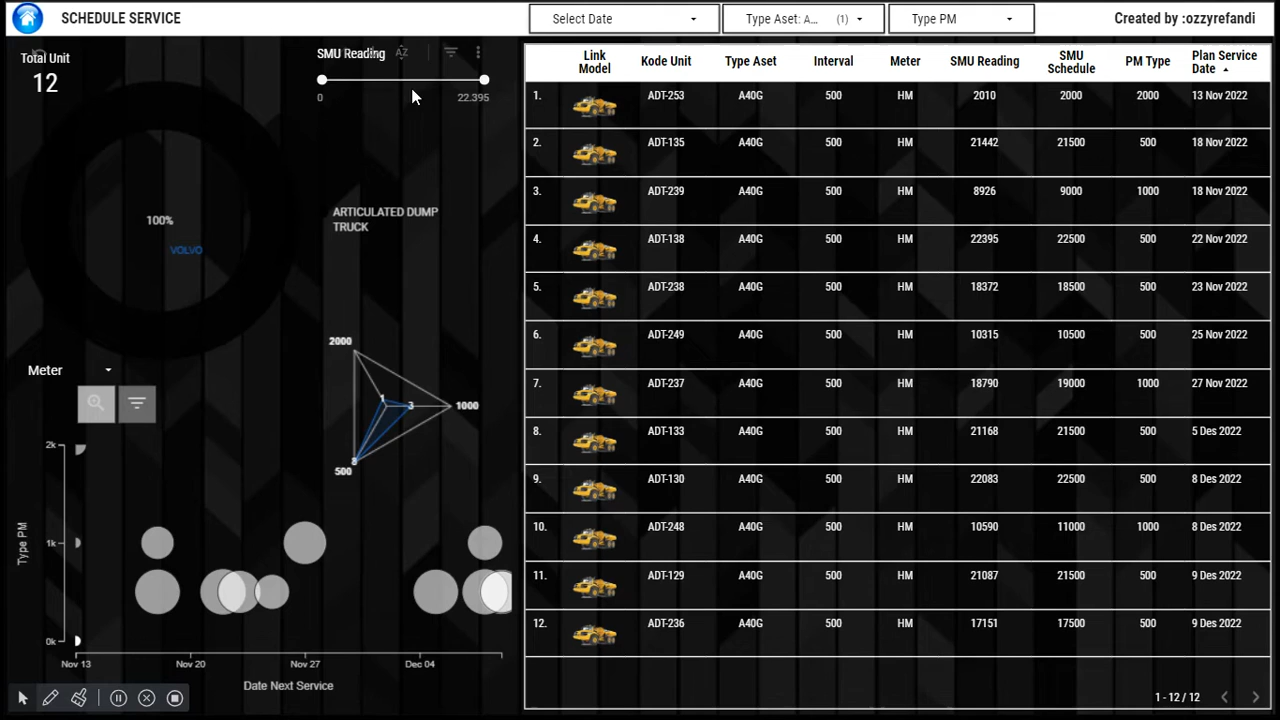 SCHEDULE SERVICE
Select Date
Type Aset: A... (1)
Type PM
Created by :ozzyrefandi
Total Unit
12
SMU Reading
0 22.395
100%
VOLVO
ARTICULATED DUMP
TRUCK
2000
1 3 1000
500
Meter
2k
1k
0k
Type PM
Nov 13 Nov 20 Nov 27 Dec 04
Date Next Service
Link Model Kode Unit Type Aset Interval Meter SMU Reading SMU Schedule PM Type Plan Service Date
1. ADT-253 A40G 500 HM 2010 2000 2000 13 Nov 2022
2. ADT-135 A40G 500 HM 21442 21500 500 18 Nov 2022
3. ADT-239 A40G 500 HM 8926 9000 1000 18 Nov 2022
4. ADT-138 A40G 500 HM 22395 22500 500 22 Nov 2022
5. ADT-238 A40G 500 HM 18372 18500 500 23 Nov 2022
6. ADT-249 A40G 500 HM 10315 10500 500 25 Nov 2022
7. ADT-237 A40G 500 HM 18790 19000 1000 27 Nov 2022
8. ADT-133 A40G 500 HM 21168 21500 500 5 Des 2022
9. ADT-130 A40G 500 HM 22083 22500 500 8 Des 2022
10. ADT-248 A40G 500 HM 10590 11000 1000 8 Des 2022
11. ADT-129 A40G 500 HM 21087 21500 500 9 Des 2022
12. ADT-236 A40G 500 HM 17151 17500 500 9 Des 2022
1 - 12 / 12